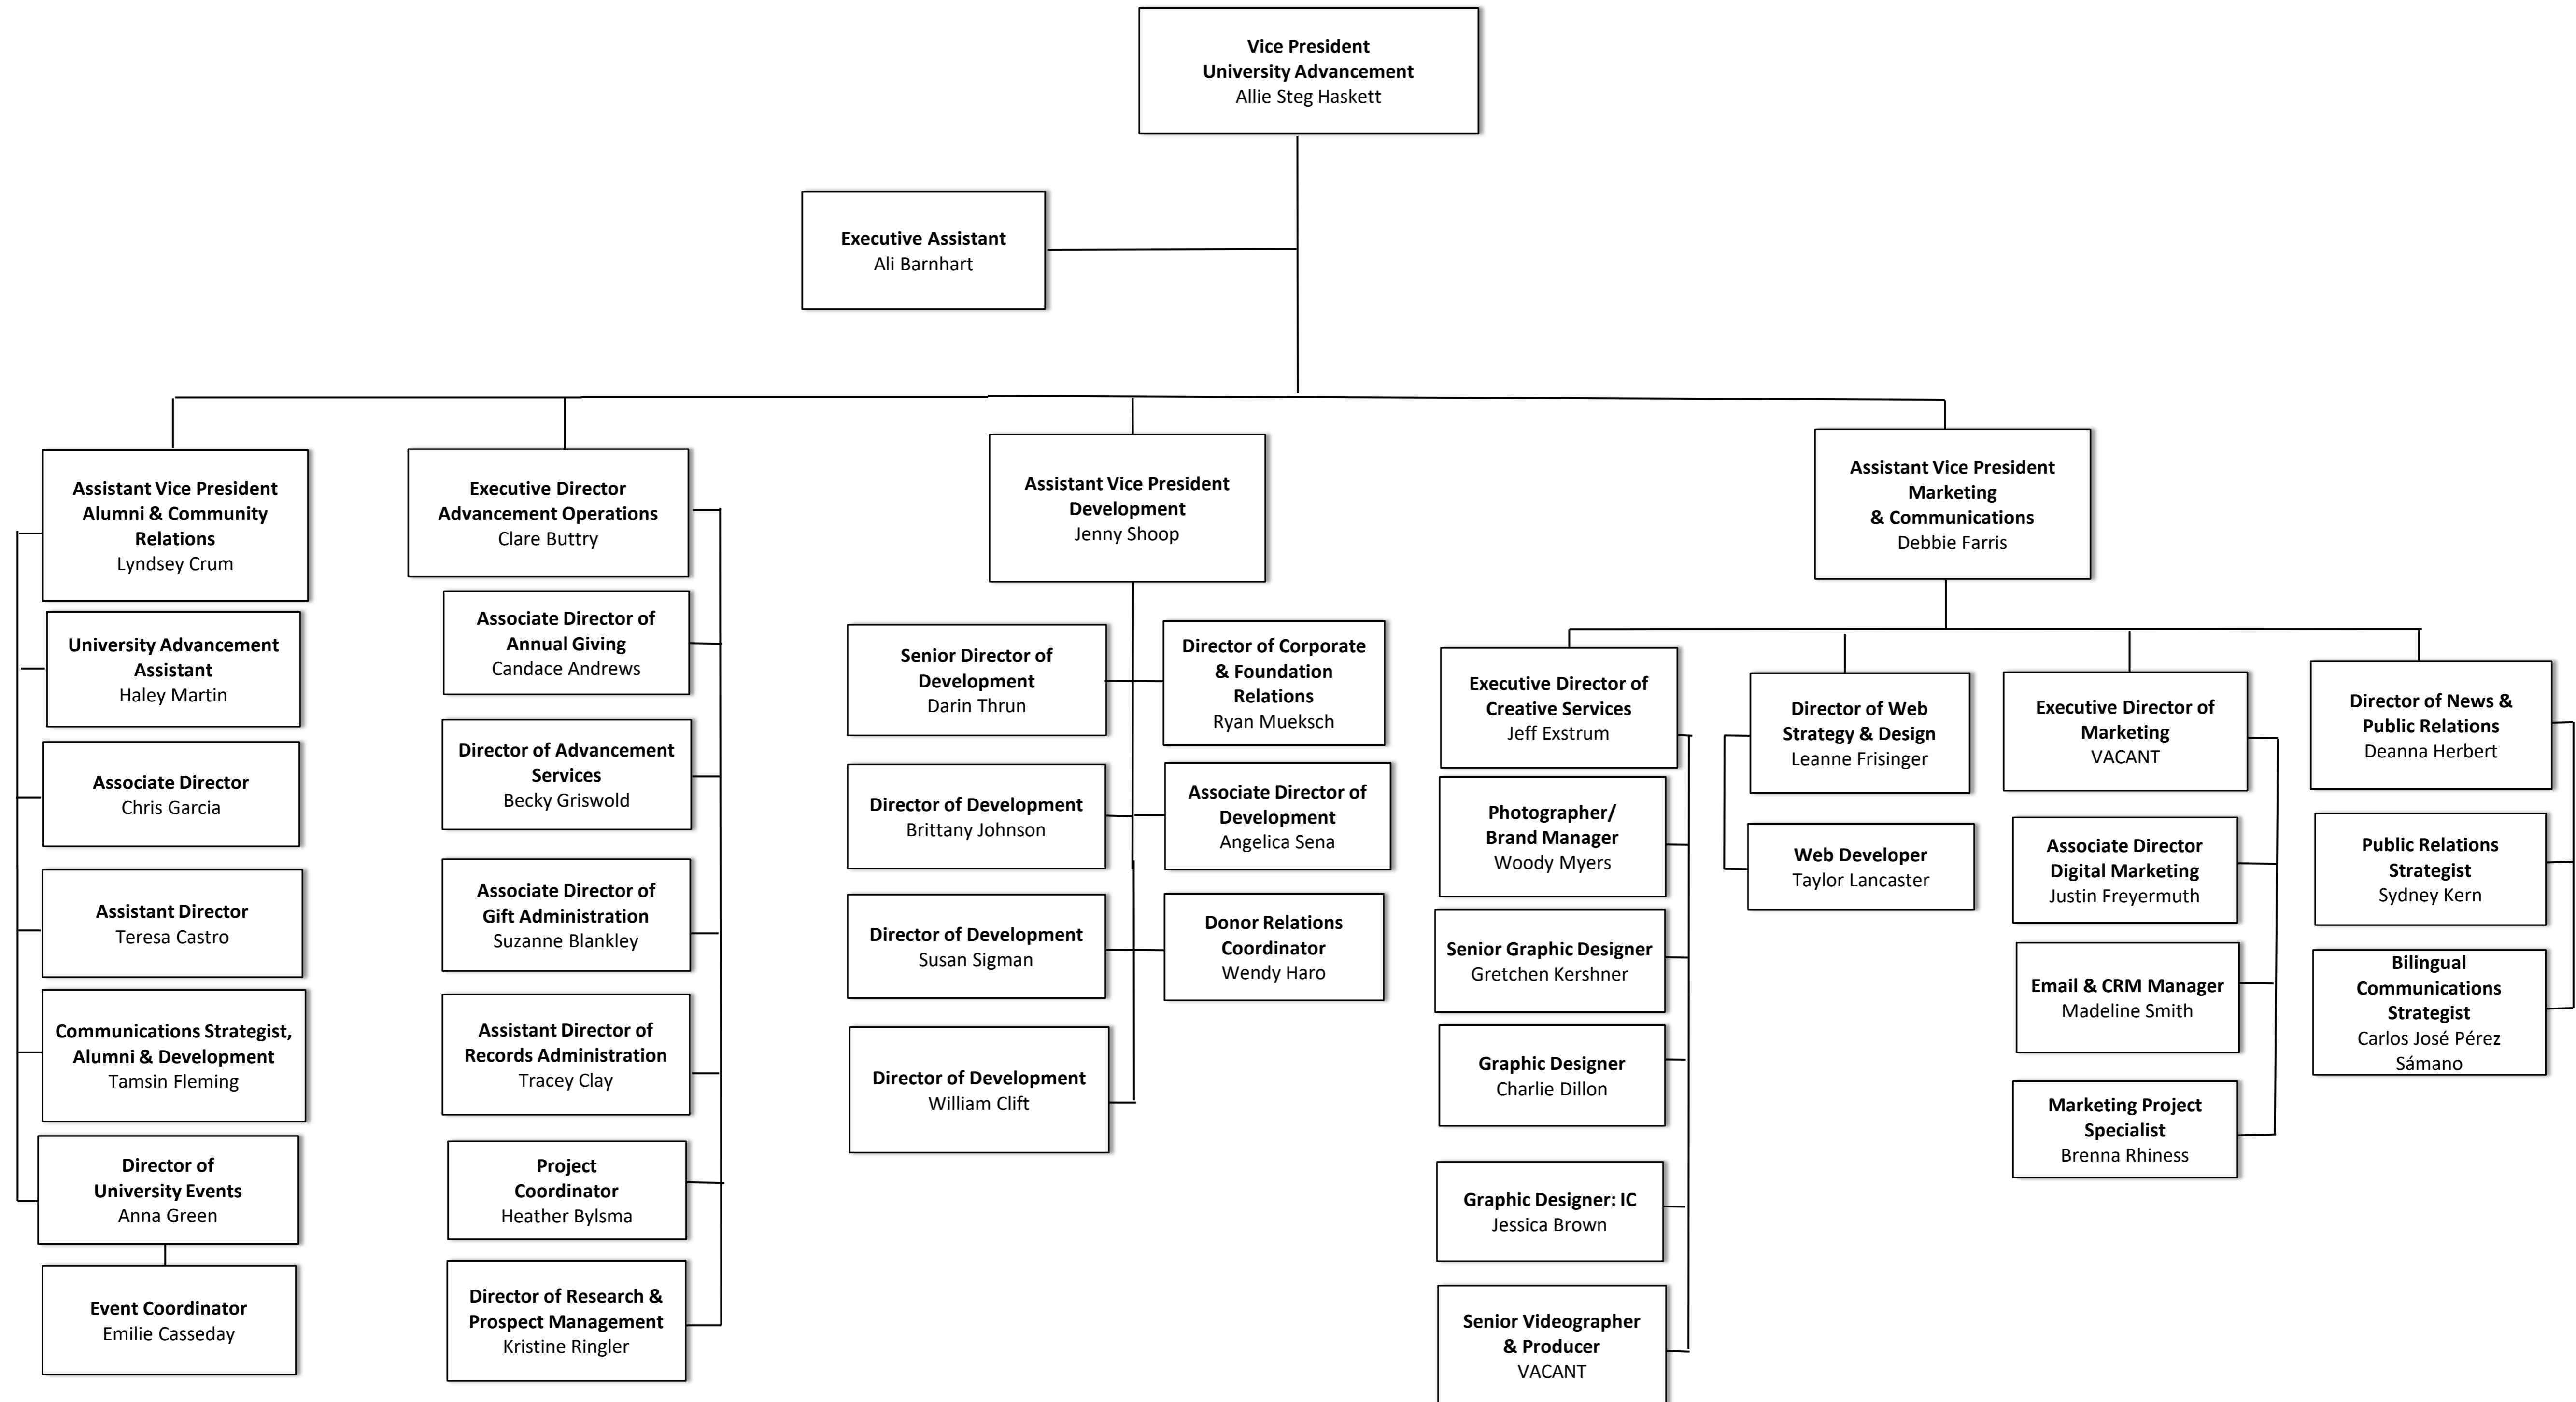 Vice President
University Advancement
Allie Steg Haskett
Executive Assistant
Ali Barnhart
Assistant Vice President
Alumni & Community
Relations
Lyndsey Crum
University Advancement
Assistant
Haley Martin
Associate Director
Chris Garcia
Assistant Director
Teresa Castro
Communications Strategist,
Alumni & Development
Tamsin Fleming
Director of
University Events
Anna Green
Event Coordinator
Emilie Casseday
Executive Director
Advancement Operations
Clare Buttry
Associate Director of
Annual Giving
Candace Andrews
Director of Advancement
Services
Becky Griswold
Associate Director of
Gift Administration
Suzanne Blankley
Assistant Director of
Records Administration
Tracey Clay
Project
Coordinator
Heather Bylsma
Director of Research &
Prospect Management
Kristine Ringler
Assistant Vice President
Development
Jenny Shoop
Senior Director of
Development
Darin Thrun
Director of Development
Brittany Johnson
Director of Development
Susan Sigman
Director of Development
William Clift
Director of Corporate
& Foundation
Relations
Ryan Mueksch
Associate Director of
Development
Angelica Sena
Donor Relations
Coordinator
Wendy Haro
Assistant Vice President
Marketing
& Communications
Debbie Farris
Executive Director of
Creative Services
Jeff Exstrum
Photographer/
Brand Manager
Woody Myers
Senior Graphic Designer
Gretchen Kershner
Graphic Designer
Charlie Dillon
Graphic Designer: IC
Jessica Brown
Senior Videographer
& Producer
VACANT
Director of Web
Strategy & Design
Leanne Frisinger
Web Developer
Taylor Lancaster
Executive Director of
Marketing
VACANT
Associate Director
Digital Marketing
Justin Freyermuth
Email & CRM Manager
Madeline Smith
Marketing Project
Specialist
Brenna Rhiness
Director of News &
Public Relations
Deanna Herbert
Public Relations
Strategist
Sydney Kern
Bilingual
Communications
Strategist
Carlos José Pérez
Sámano